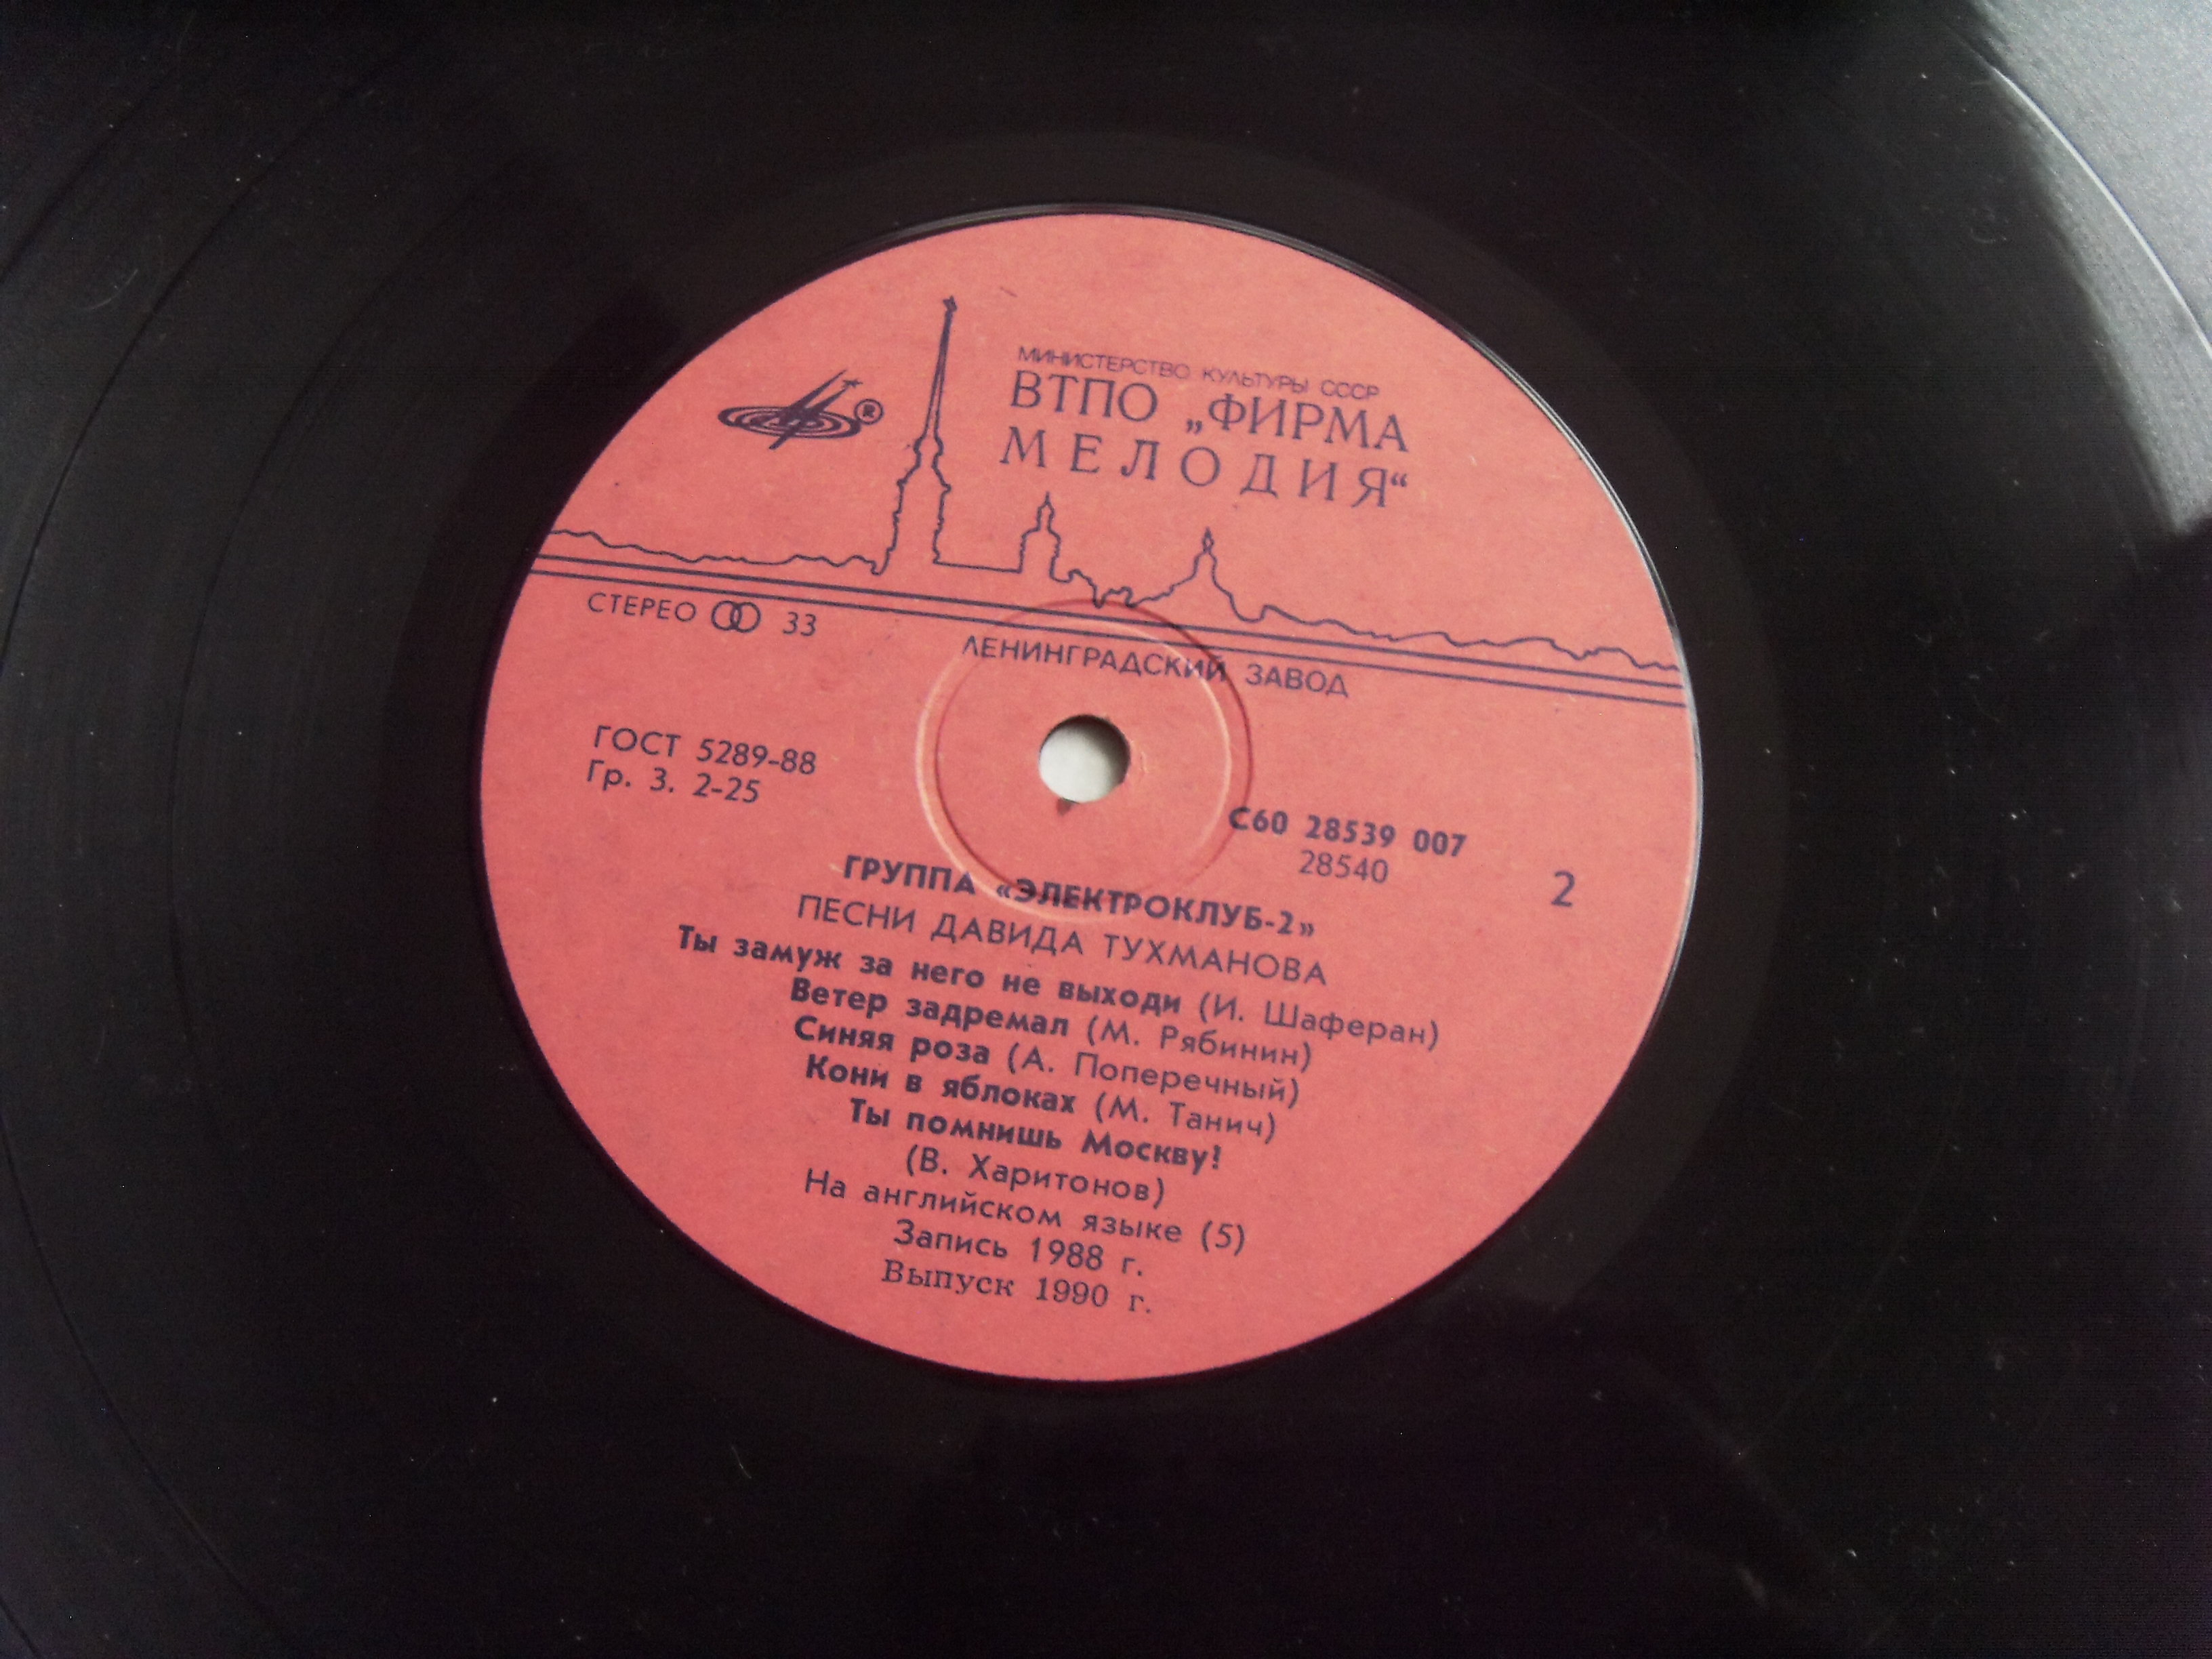 МИНИСТЕРСТВО КУЛЬТУРЫ СССР
ВТПО „ФИРМА
МЕЛОДИЯ“
®
СТЕРЕО 33
ЛЕНИНГРАДСКИЙ ЗАВОД
ГОСТ 5289-88
Гр. 3. 2-25
С60 28539 007
28540
2
ГРУППА «ЭЛЕКТРОКЛУБ-2»
ПЕСНИ ДАВИДА ТУХМАНОВА
Ты замуж за него не выходи (И. Шаферан)
Ветер задремал (М. Рябинин)
Синяя роза (А. Поперечный)
Кони в яблоках (М. Танич)
Ты помнишь Москву!
(В. Харитонов)
На английском языке (5)
Запись 1988 г.
Выпуск 1990 г.